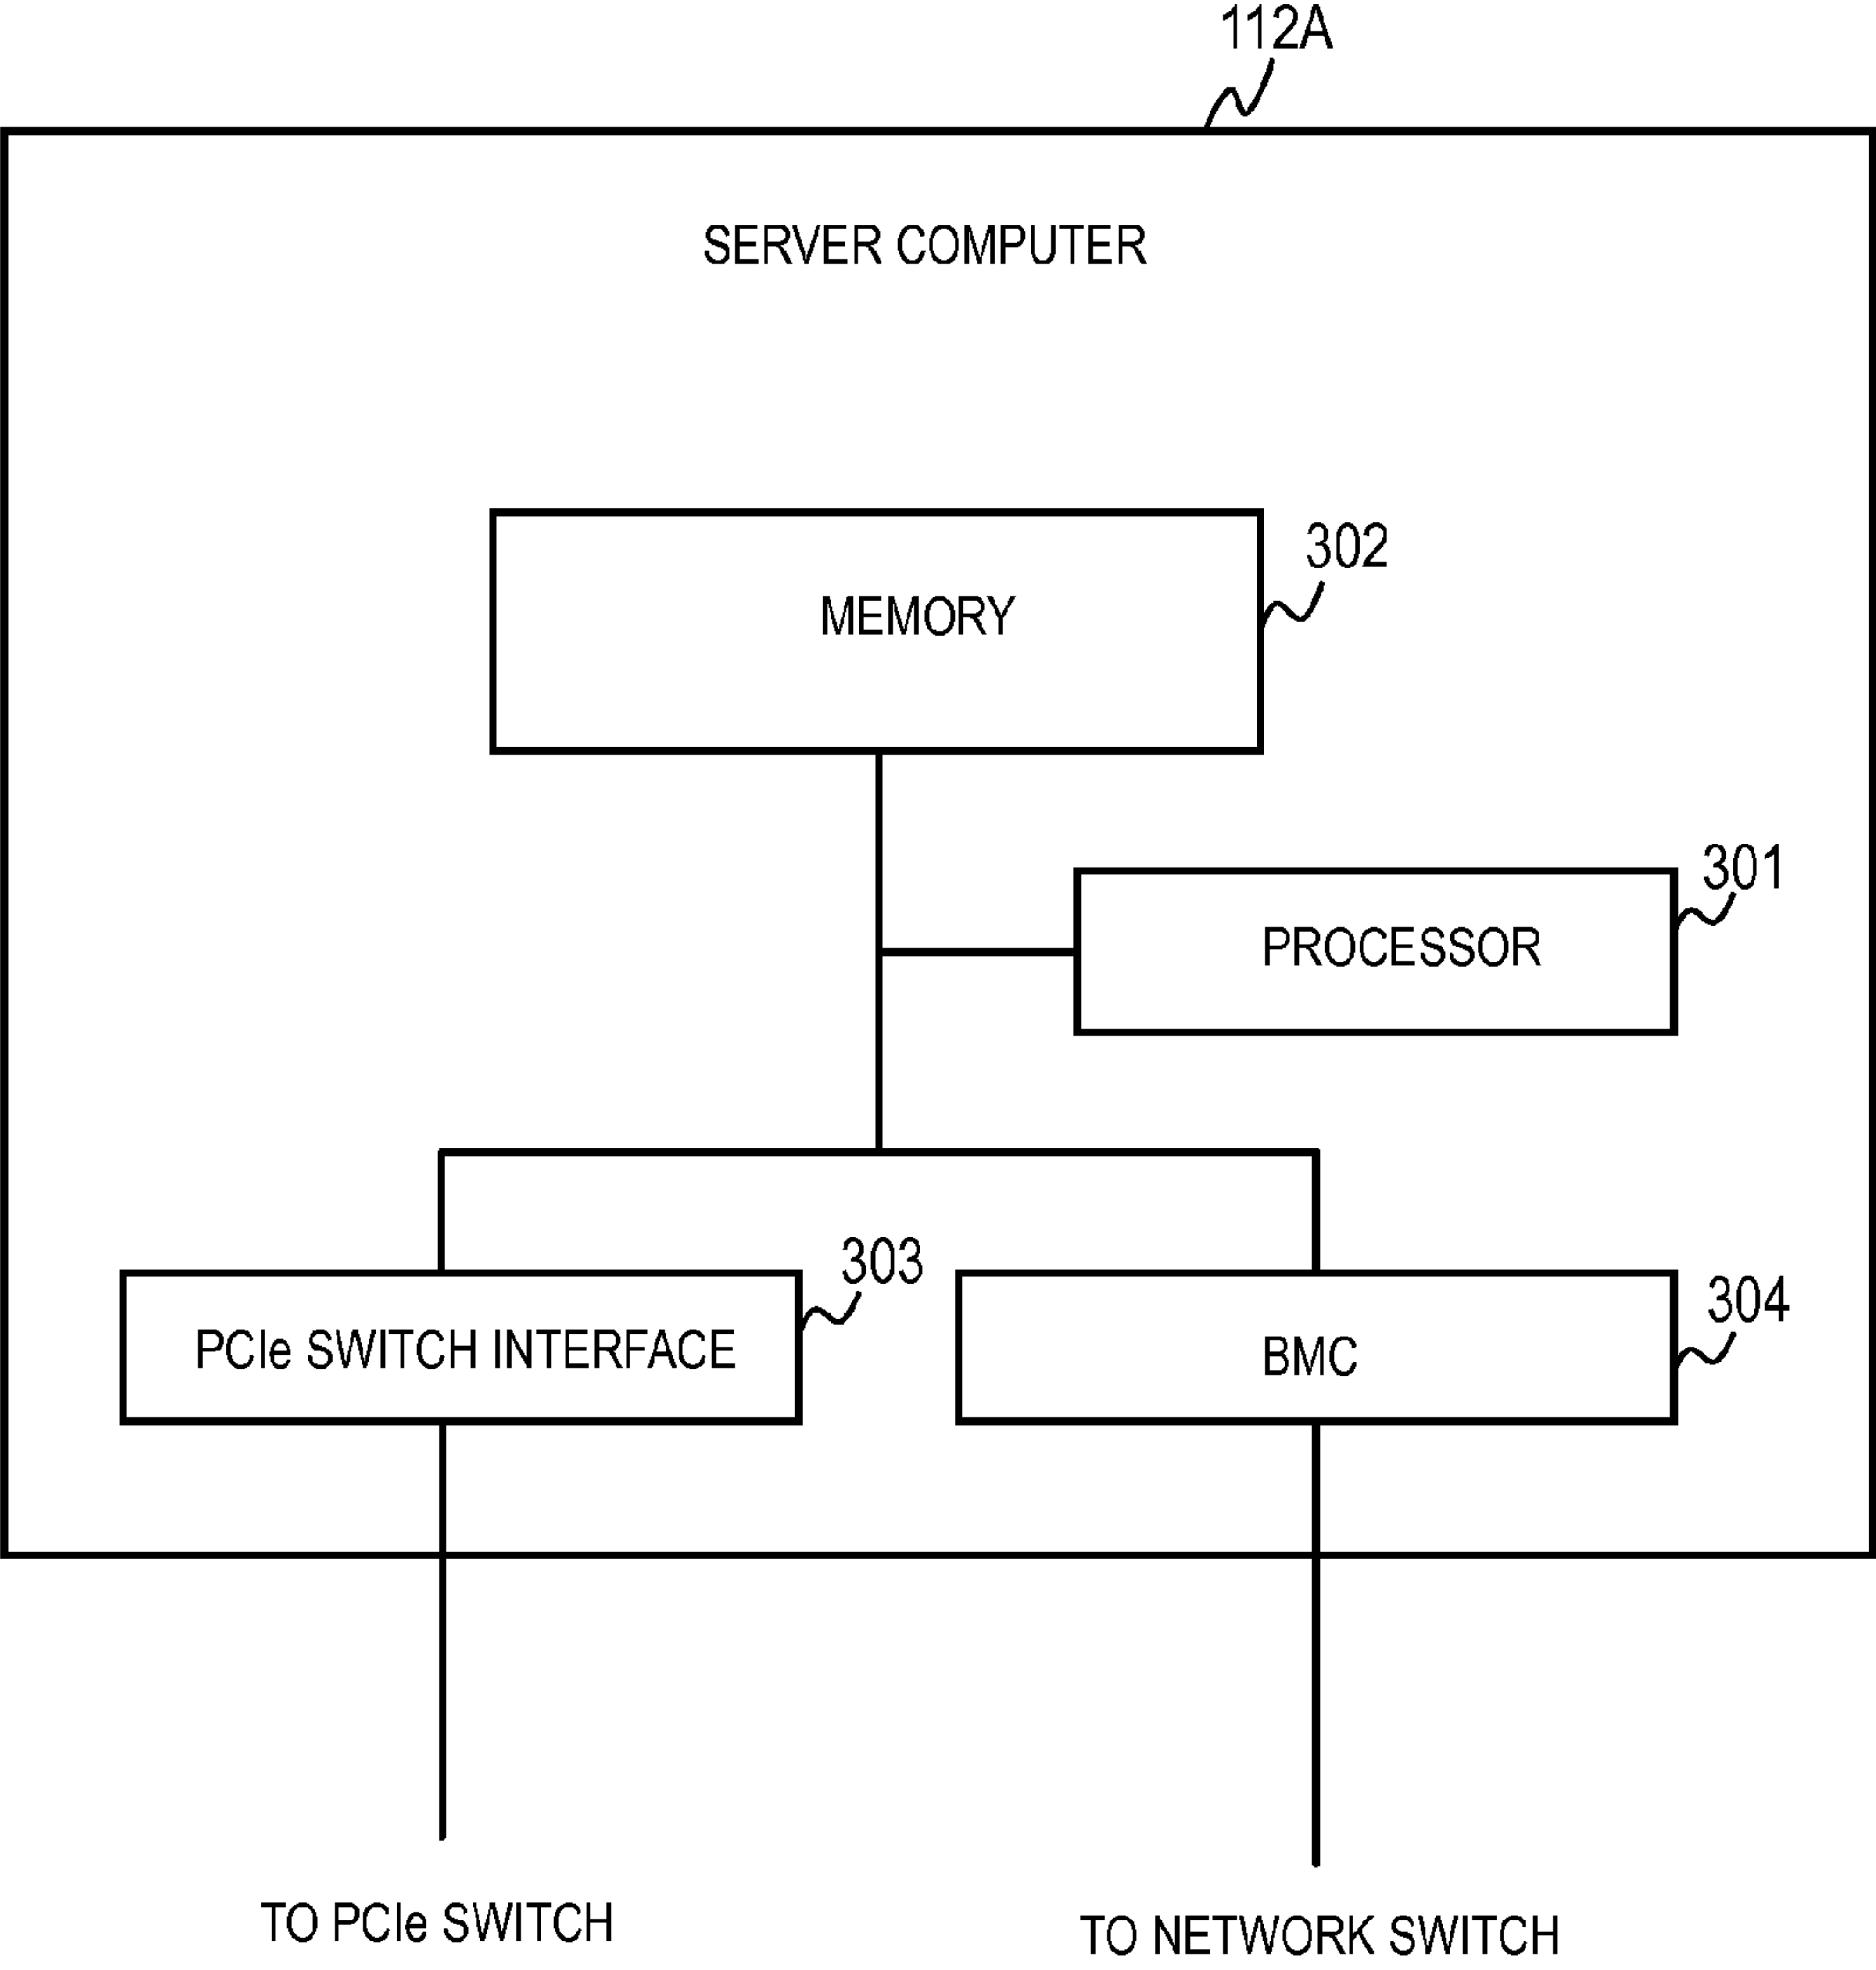 112A
SERVER COMPUTER
302
MEMORY
301
PROCESSOR
303
PCIe SWITCH INTERFACE
304
BMC
TO PCIe SWITCH
TO NETWORK SWITCH